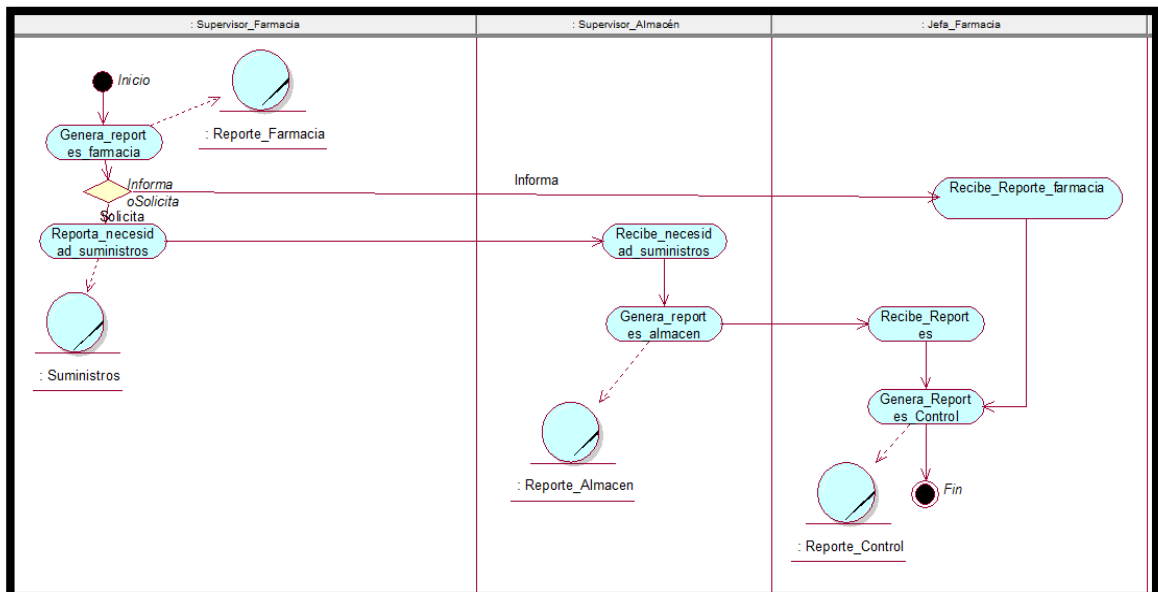 : Supervisor_Farmacia
: Supervisor_Almacén
: Jefa_Farmacia
Inicio
Genera_report
es_farmacia
: Reporte_Farmacia
Informa
oSolicita
Informa
Recibe_Reporte_farmacia
Solicita
Reporta_necesid
ad_suministros
Recibe_necesid
ad_suministros
: Suministros
Genera_report
es_almacen
Recibe_Report
es
Genera_Report
es_Control
: Reporte_Almacen
Fin
: Reporte_Control